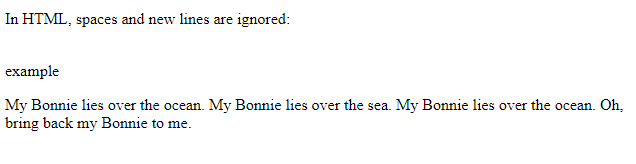 In HTML, spaces and new lines are ignored:
example
My Bonnie lies over the ocean. My Bonnie lies over the sea. My Bonnie lies over the ocean. Oh,
bring back my Bonnie to me.